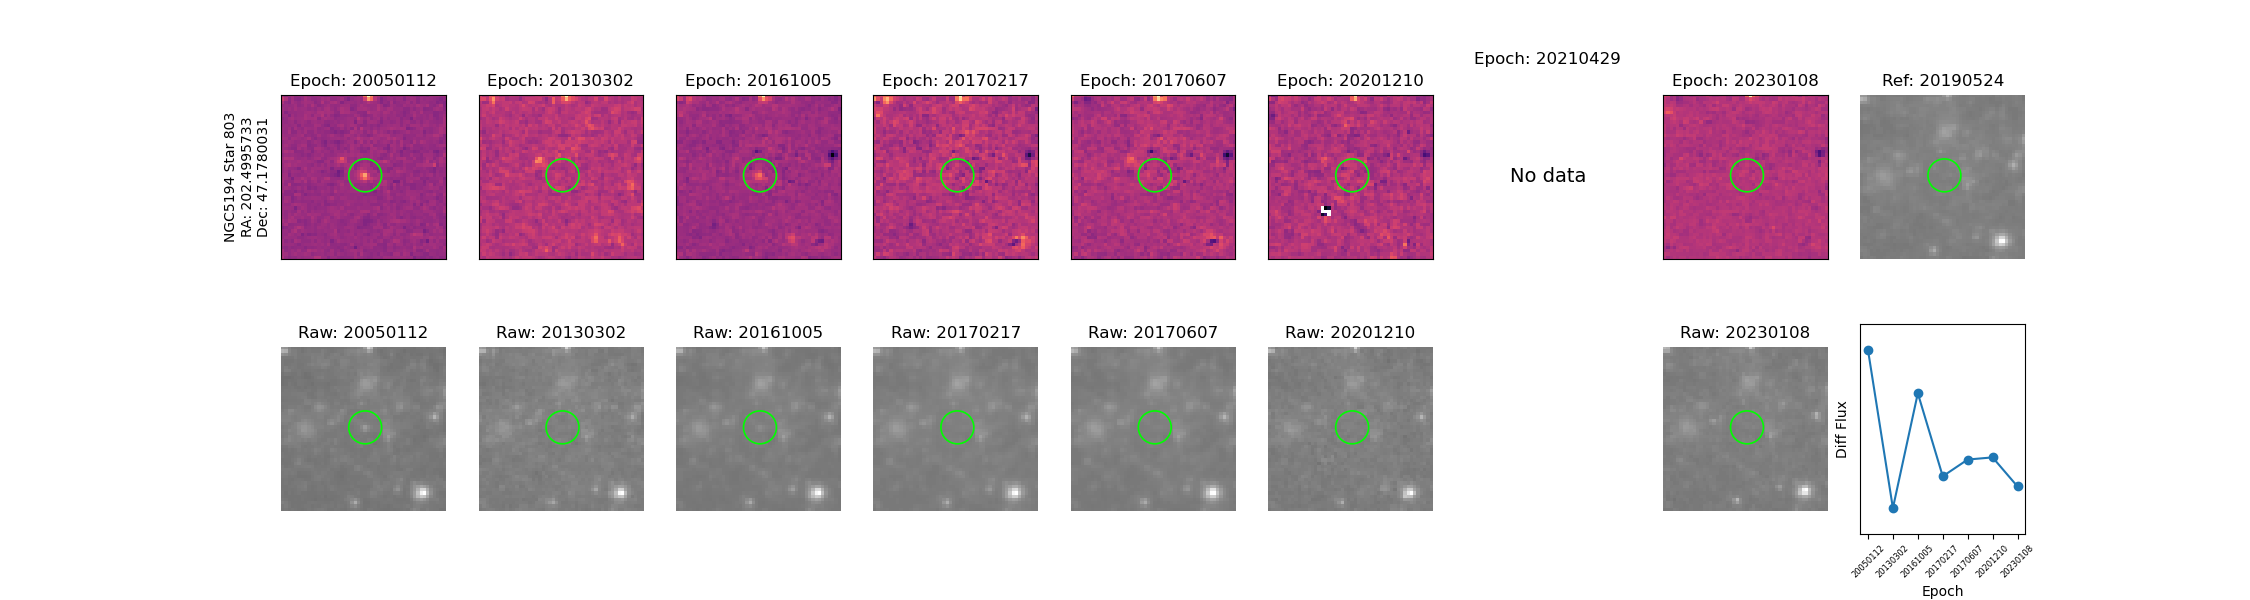 Epoch: 20210429
Epoch: 20050112
Epoch: 20130302
Epoch: 20161005
Epoch: 20170217
Epoch: 20170607
Epoch: 20201210
Epoch: 20230108
Ref: 20190524
NGC5194 Star 803
RA: 202.4995733
Dec: 47.1780031
No data
Raw: 20050112
Raw: 20130302
Raw: 20161005
Raw: 20170217
Raw: 20170607
Raw: 20201210
Raw: 20230108
Diff Flux
20050112
20130302
20161005
20170217
20170607
20201210
20230108
Epoch